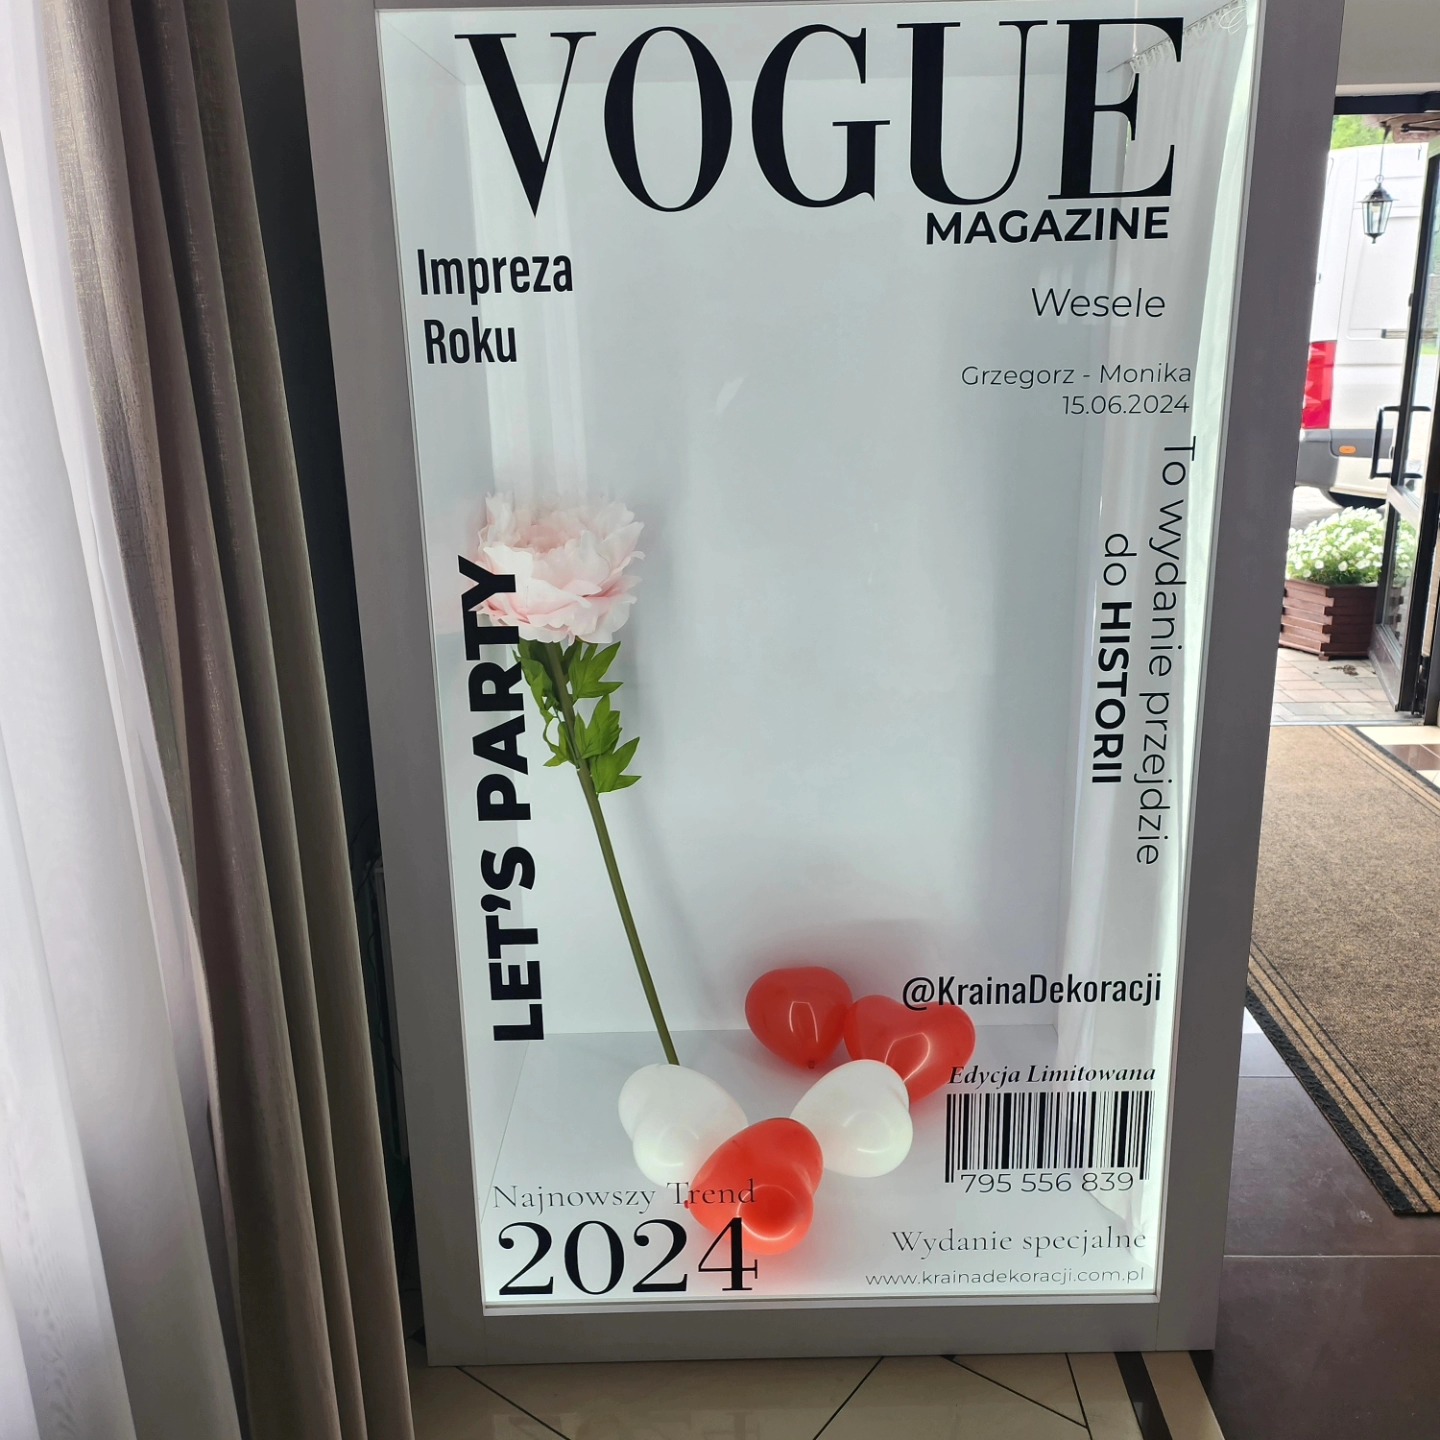 VOGUE
MAGAZINE
Impreza
Roku
Wesele
Grzegorz - Monika
15.06.2024
To wydanie przejdzie
do HISTORII
LET'S PARTY
@KrainaDekoracji
Edycja Limitowana
795 556 839
Najnowszy Trend
2024
Wydanie specjalne
www.krainadekoracji.com.pl